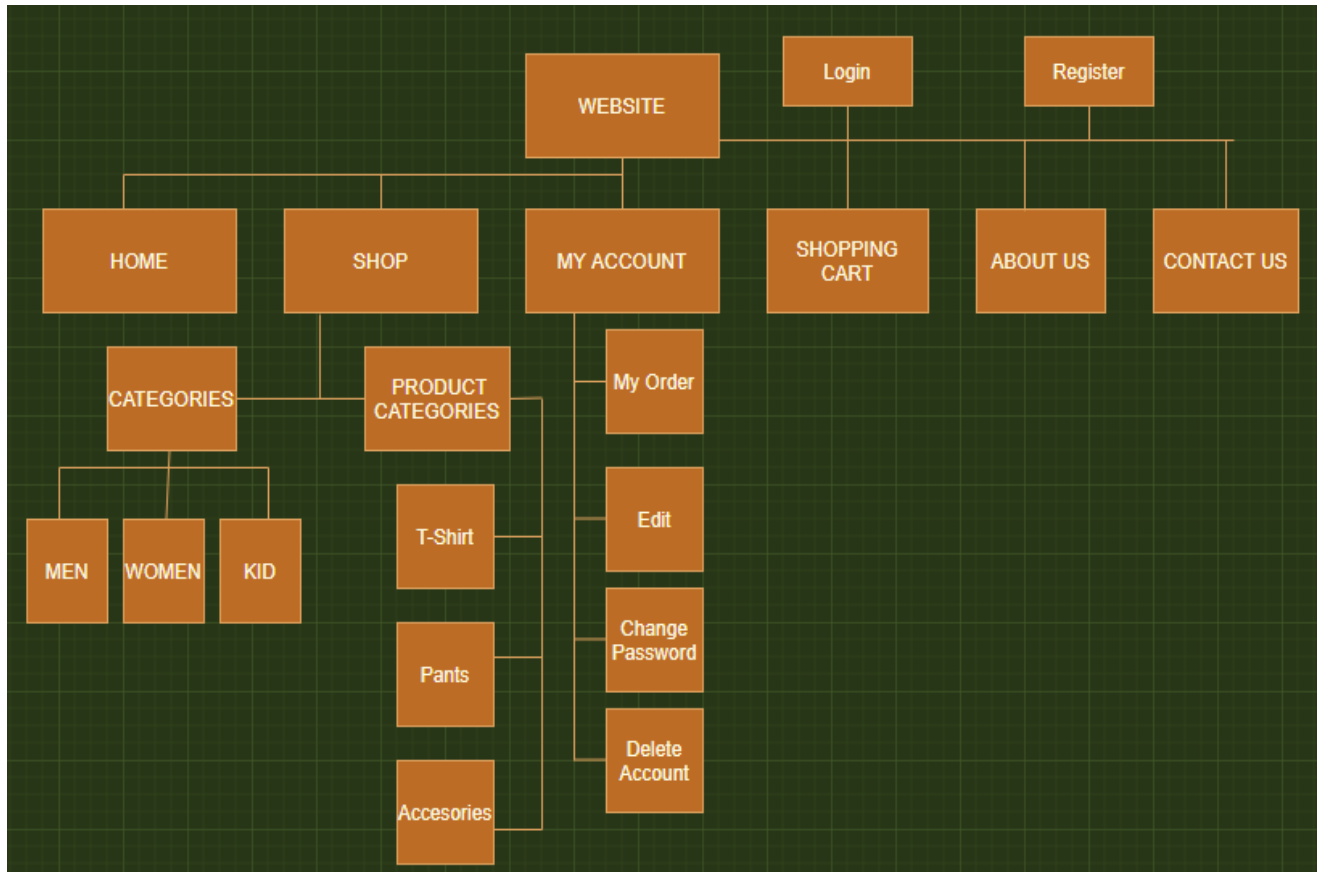 Login
Register
WEBSITE
HOME
SHOP
MY ACCOUNT
SHOPPING
CART
ABOUT US
CONTACT US
CATEGORIES
PRODUCT
CATEGORIES
My Order
T-Shirt
Edit
MEN
WOMEN
KID
Change
Password
Pants
Delete
Account
Accesories